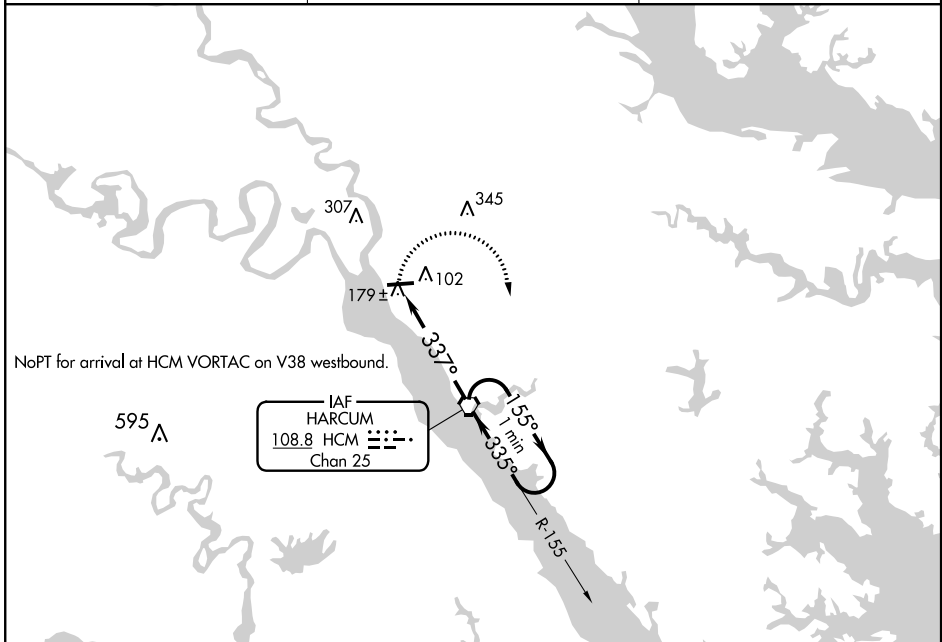 345
307
102
179±
337°
NoPT for arrival at HCM VORTAC on V38 westbound.
IAF
HARCUM
108.8 HCM
Chan 25
595
155°
1 min
335°
R-155